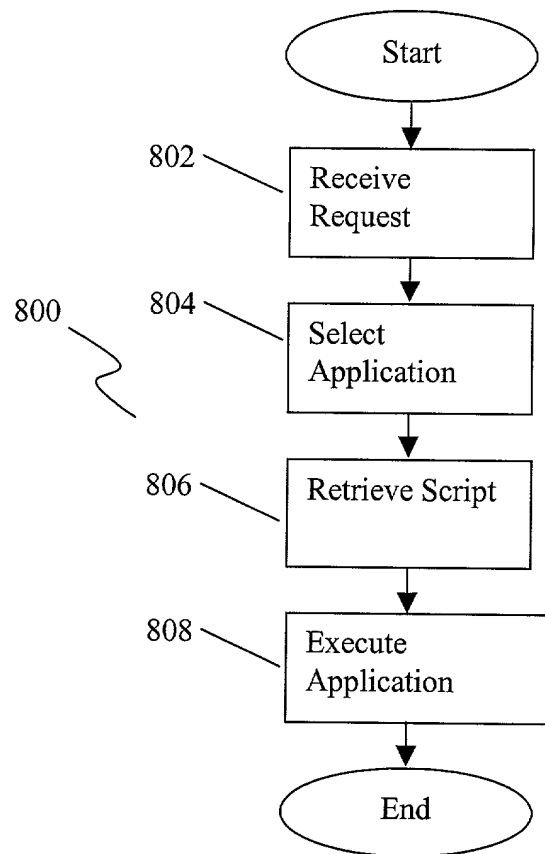 Start
802
Receive
Request
804
800
Select
Application
806
Retrieve Script
808
Execute
Application
End